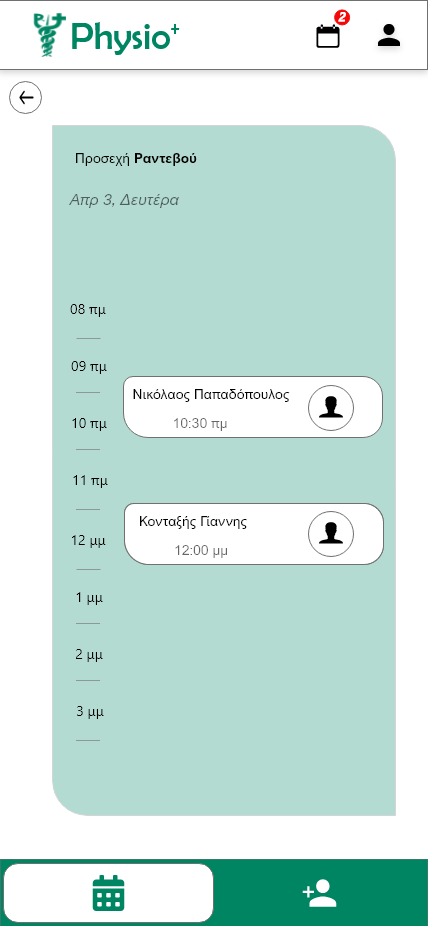 Physio+
2
Προσεχή Ραντεβού
Απρ 3, Δευτέρα
08 πμ
09 πμ
Νικόλαος Παπαδόπουλος
10 πμ
10:30 πμ
11 πμ
Κονταξής Γίαννης
12 μμ
12:00 μμ
1 μμ
2 μμ
3 μμ